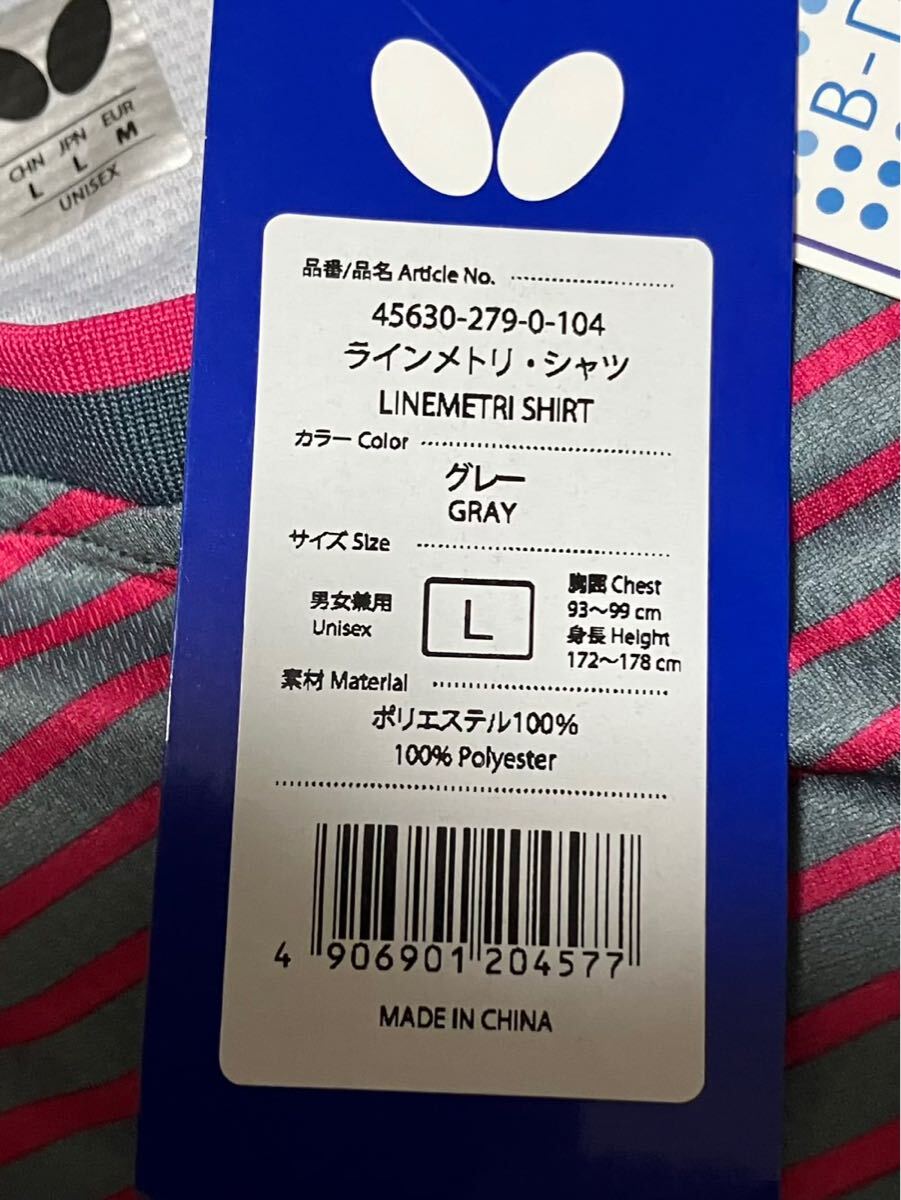 CHN JPN EUR
L L M
UNISEX
B-D
品番/品名 Article No.
45630-279-0-104
ラインメトリ・シャツ
LINEMETRI SHIRT
カラー Color
グレー
GRAY
サイズ Size
男女兼用
Unisex
L
胸囲 Chest
93〜99 cm
身長 Height
172〜178 cm
素材 Material
ポリエステル100%
100% Polyester
4 906901 204577
MADE IN CHINA